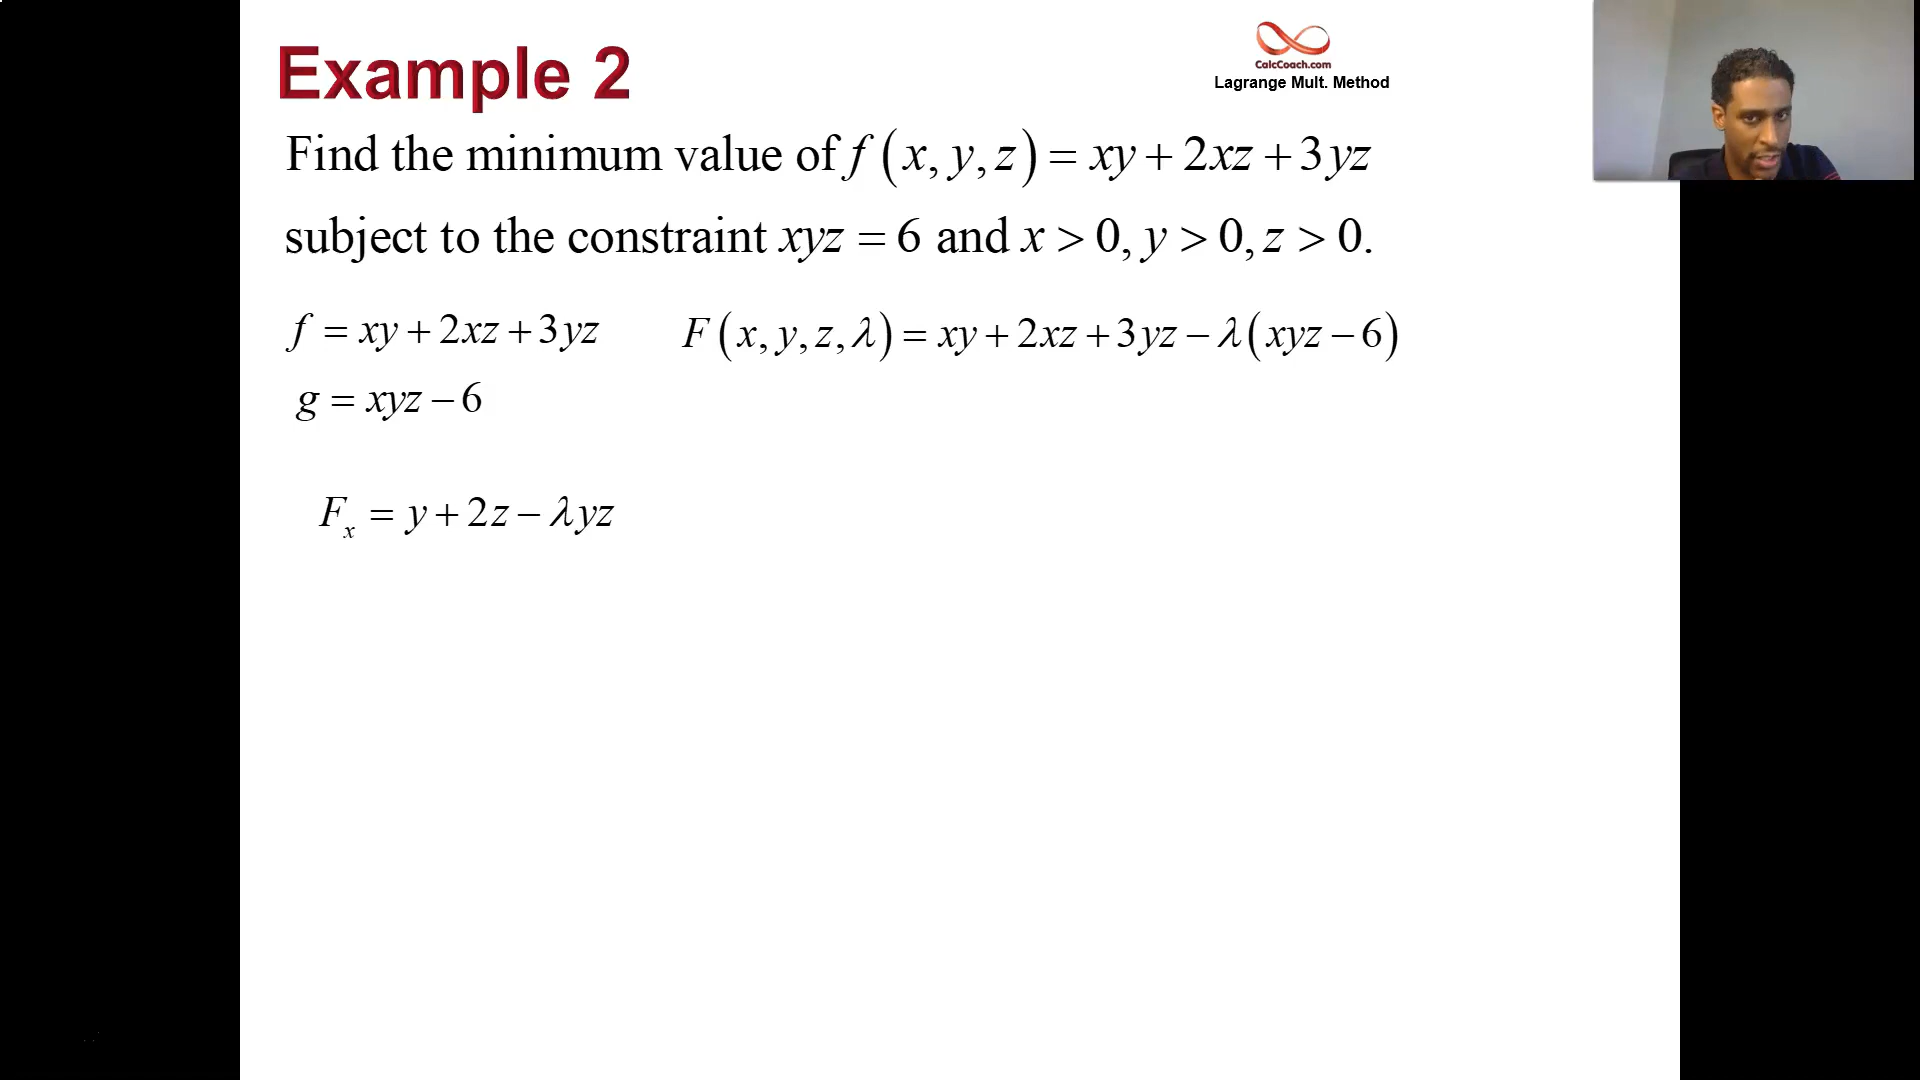 Example 2
CalcCoach.com
Lagrange Mult. Method
Find the minimum value of f(x, y, z) = xy + 2xz + 3yz
subject to the constraint xyz = 6 and x > 0, y > 0, z > 0.
f = xy + 2xz + 3yz
F(x, y, z, λ) = xy + 2xz + 3yz − λ(xyz − 6)
g = xyz − 6
Fₓ = y + 2z − λyz